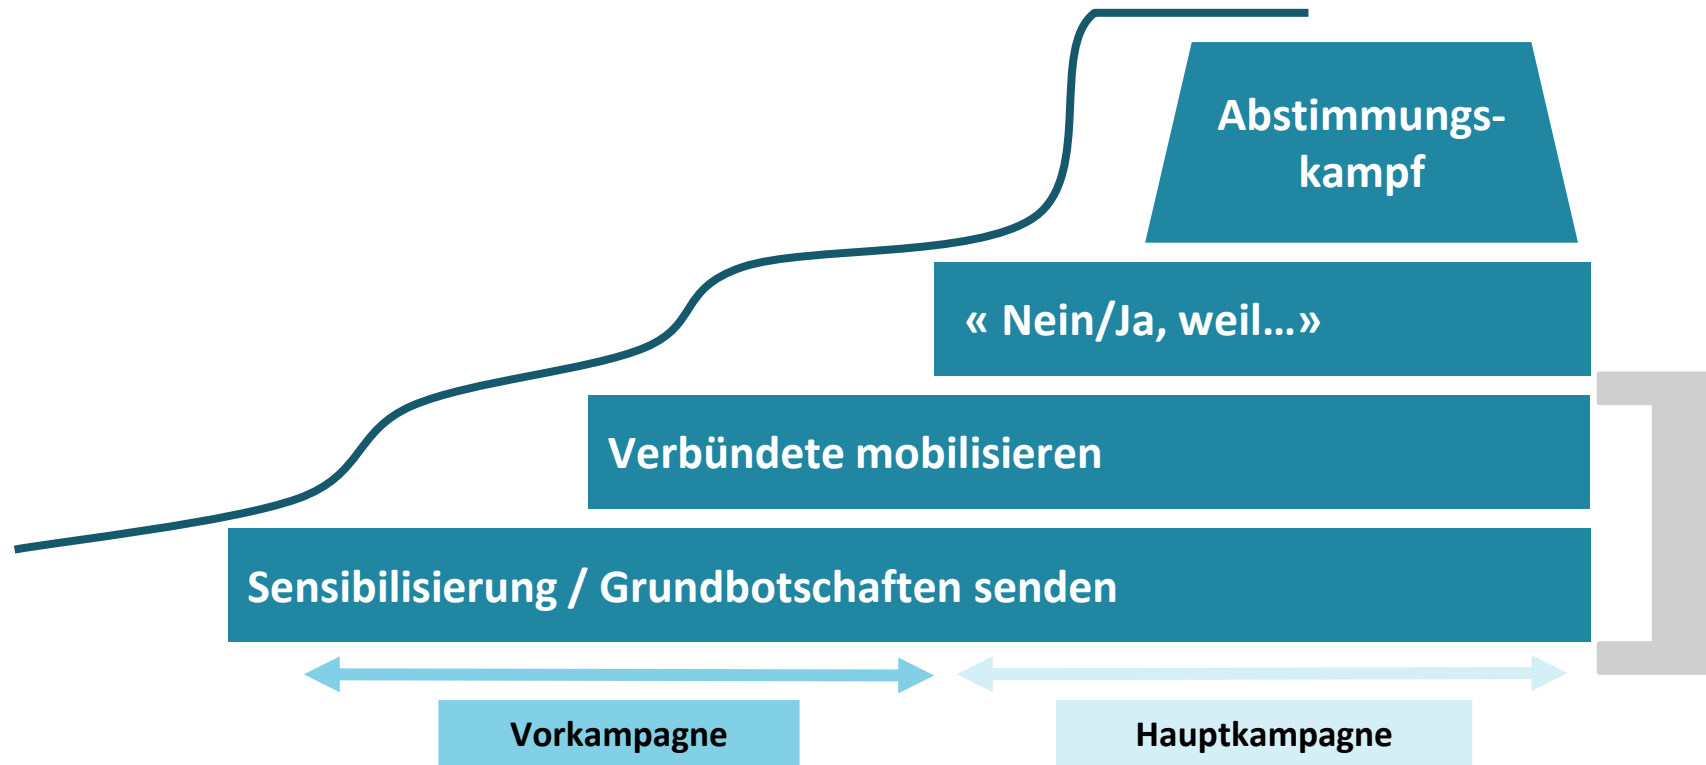 Abstimmungs-
kampf
« Nein/Ja, weil...»
Verbündete mobilisieren
Sensibilisierung / Grundbotschaften senden
Vorkampagne
Hauptkampagne